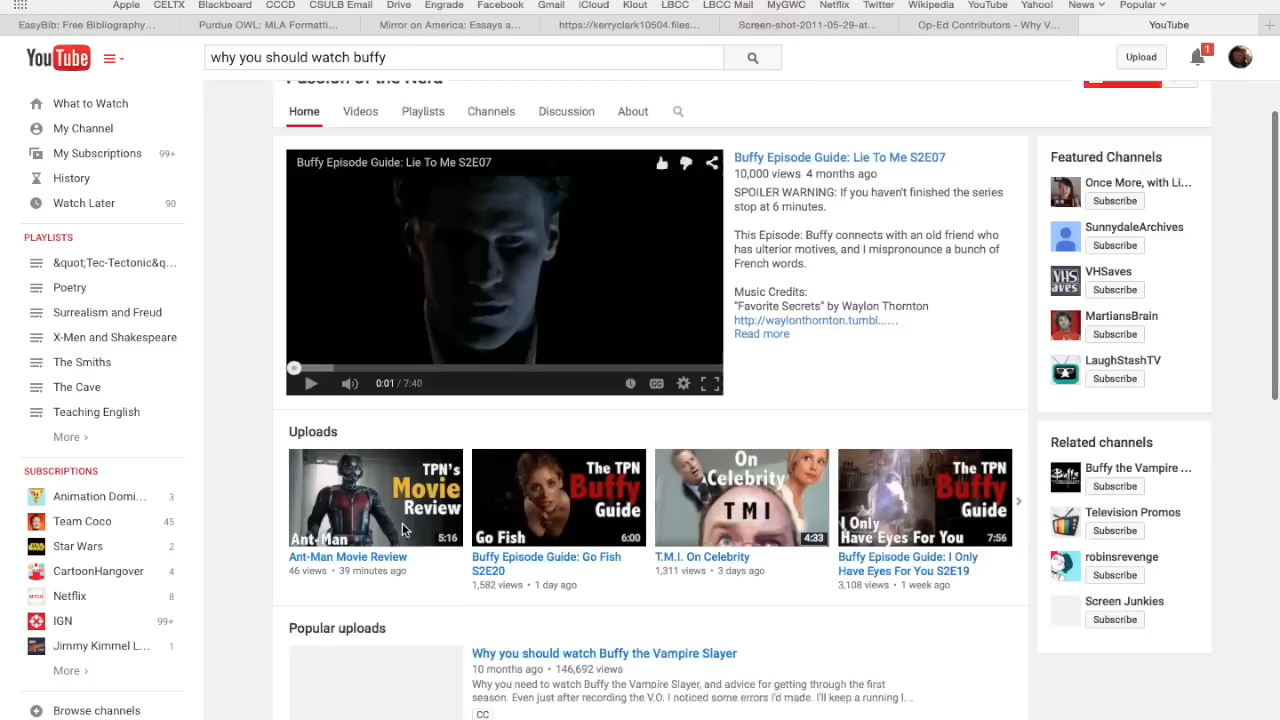 Apple CELTX Blackboard CCCD CSULB Email Drive Engrade Facebook Gmail iCloud Klout LBCC LBCC Mail MyGWC Netflix Twitter Wikipedia YouTube Yahoo! News Popular
EasyBib: Free Bibliography... Purdue OWL: MLA Formatti... Mirror on America: Essays a... https://kerryclark10504.files... Screen-shot-2011-05-29-at... Op-Ed Contributors - Why V... YouTube
YouTube why you should watch buffy Upload 1
Passion of the Nerd
Home Videos Playlists Channels Discussion About
What to Watch
My Channel
My Subscriptions 99+
History
Watch Later 90
PLAYLISTS
&quot;Tec-Tectonic&q...
Poetry
Surrealism and Freud
X-Men and Shakespeare
The Smiths
The Cave
Teaching English
More ›
SUBSCRIPTIONS
Animation Domi... 3
Team Coco 45
Star Wars 2
CartoonHangover 4
Netflix 8
IGN 99+
Jimmy Kimmel L... 1
More ›
Browse channels
Buffy Episode Guide: Lie To Me S2E07
0:01 / 7:40
CC
Buffy Episode Guide: Lie To Me S2E07
10,000 views 4 months ago
SPOILER WARNING: If you haven't finished the series
stop at 6 minutes.
This Episode: Buffy connects with an old friend who
has ulterior motives, and I mispronounce a bunch of
French words.
Music Credits:
"Favorite Secrets" by Waylon Thornton
http://waylonthornton.tumbl......
Read more
Uploads
TPN's
Movie
Review
Ant-Man 5:16
Ant-Man Movie Review
46 views • 39 minutes ago
The TPN
Buffy
Guide
Go Fish 6:00
Buffy Episode Guide: Go Fish
S2E20
1,582 views • 1 day ago
On
Celebrity
TMI
4:33
T.M.I. On Celebrity
1,311 views • 3 days ago
The TPN
Buffy
Guide
I Only
Have Eyes For You 7:56
Buffy Episode Guide: I Only
Have Eyes For You S2E19
3,108 views • 1 week ago
Popular uploads
Why you should watch Buffy the Vampire Slayer
10 months ago • 146,692 views
Why you need to watch Buffy the Vampire Slayer, and advice for getting through the first
season. Even just after recording the V.O. I noticed some errors I'd made. I'll keep a running l...
CC
Featured Channels
Once More, with Li...
Subscribe
SunnydaleArchives
Subscribe
VHS
saves
VHSaves
Subscribe
MartiansBrain
Subscribe
LaughStashTV
Subscribe
Related channels
Buffy
Buffy the Vampire ...
Subscribe
Television Promos
Subscribe
robinsrevenge
Subscribe
Screen Junkies
Subscribe